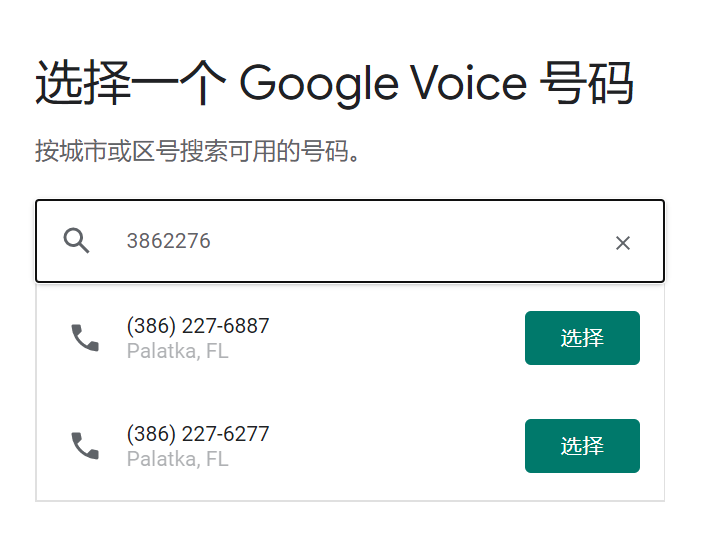 选择一个 Google Voice 号码
按城市或区号搜索可用的号码。
3862276
(386) 227-6887
Palatka, FL
选择
(386) 227-6277
Palatka, FL
选择